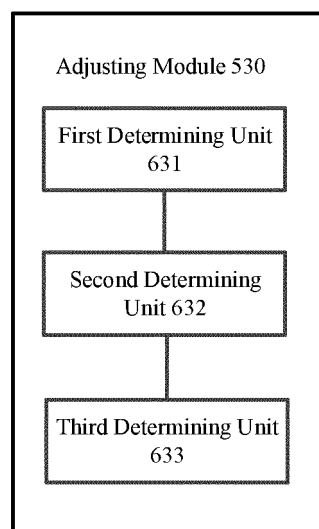 Adjusting Module 530
First Determining Unit
631
Second Determining
Unit 632
Third Determining Unit
633